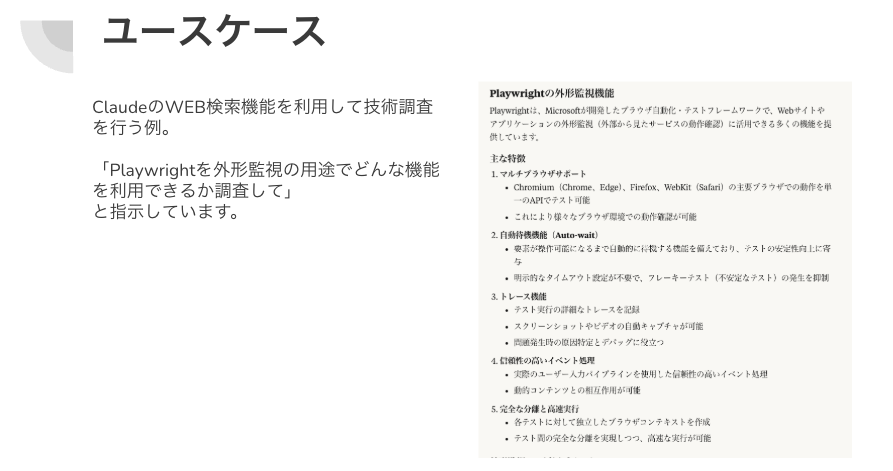 ユースケース
ClaudeのWEB検索機能を利用して技術調査
を行う例。
「Playwrightを外形監視の用途でどんな機能
を利用できるか調査して」
と指示しています。
Playwrightの外形監視機能
Playwrightは、Microsoftが開発したブラウザ自動化・テストフレームワークで、Webサイトや
アプリケーションの外形監視（外部から見たサービスの動作確認）に活用できる多くの機能を提
供しています。
主な特徴
1. マルチブラウザサポート
• Chromium（Chrome、Edge）、Firefox、WebKit（Safari）の主要ブラウザでの動作を単
一のAPIでテスト可能
• これにより様々なブラウザ環境での動作確認が可能
2. 自動待機機能（Auto-wait）
• 要素が操作可能になるまで自動的に待機する機能を備えており、テストの安定性向上に寄
与
• 明示的なタイムアウト設定が不要で、フレーキーテスト（不安定なテスト）の発生を抑制
3. トレース機能
• テスト実行の詳細なトレースを記録
• スクリーンショットやビデオの自動キャプチャが可能
• 問題発生時の原因特定とデバッグに役立つ
4. 信頼性の高いイベント処理
• 実際のユーザー入力パイプラインを使用した信頼性の高いイベント処理
• 動的コンテンツとの相互作用が可能
5. 完全な分離と高速実行
• 各テストに対して独立したブラウザコンテキストを作成
• テスト間の完全な分離を実現しつつ、高速な実行が可能